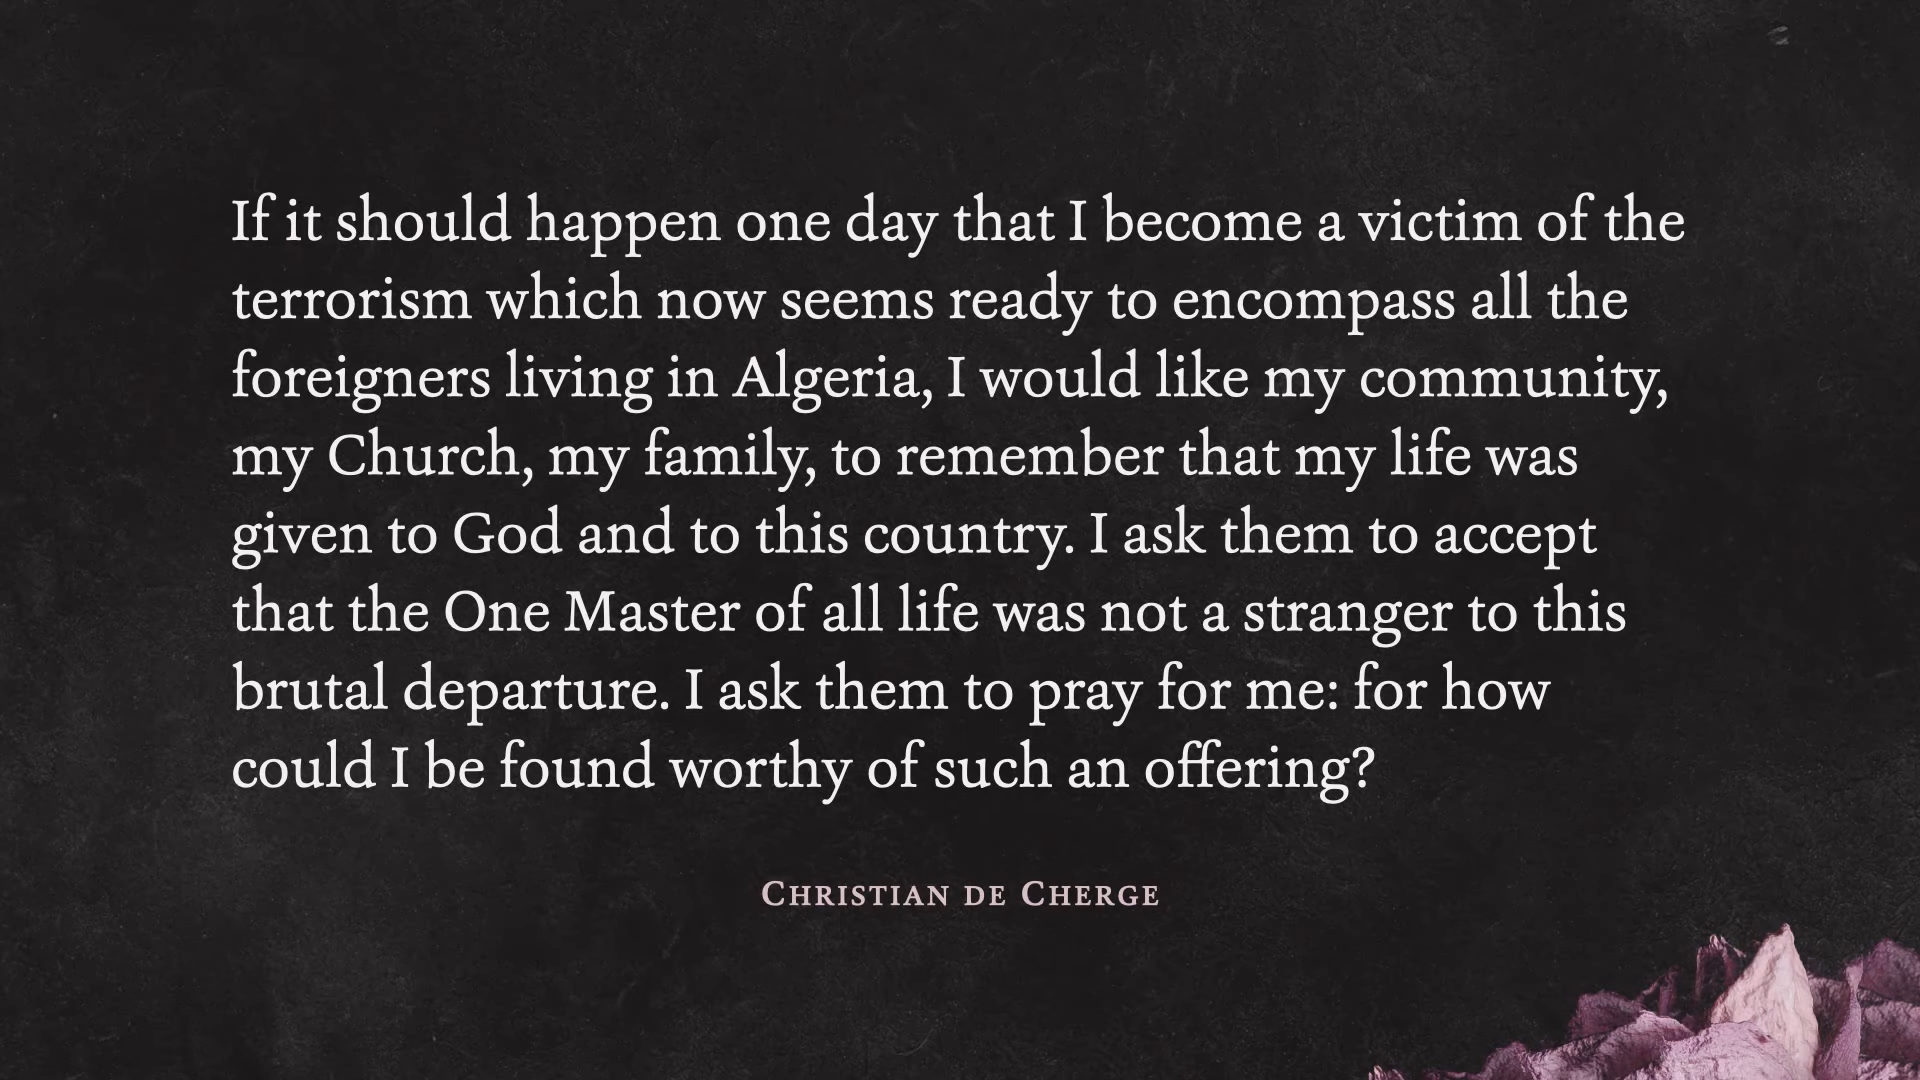 If it should happen one day that I become a victim of the
terrorism which now seems ready to encompass all the
foreigners living in Algeria, I would like my community,
my Church, my family, to remember that my life was
given to God and to this country. I ask them to accept
that the One Master of all life was not a stranger to this
brutal departure. I ask them to pray for me: for how
could I be found worthy of such an offering?
Christian de Cherge